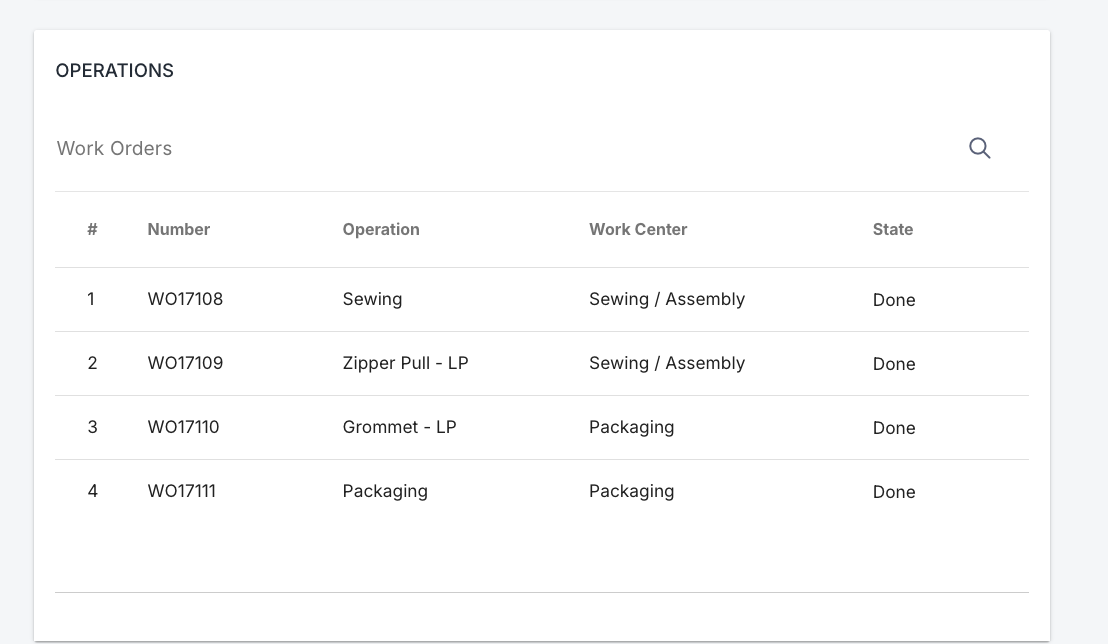 OPERATIONS
Work Orders
# Number Operation Work Center State
1 WO17108 Sewing Sewing / Assembly Done
2 WO17109 Zipper Pull - LP Sewing / Assembly Done
3 WO17110 Grommet - LP Packaging Done
4 WO17111 Packaging Packaging Done